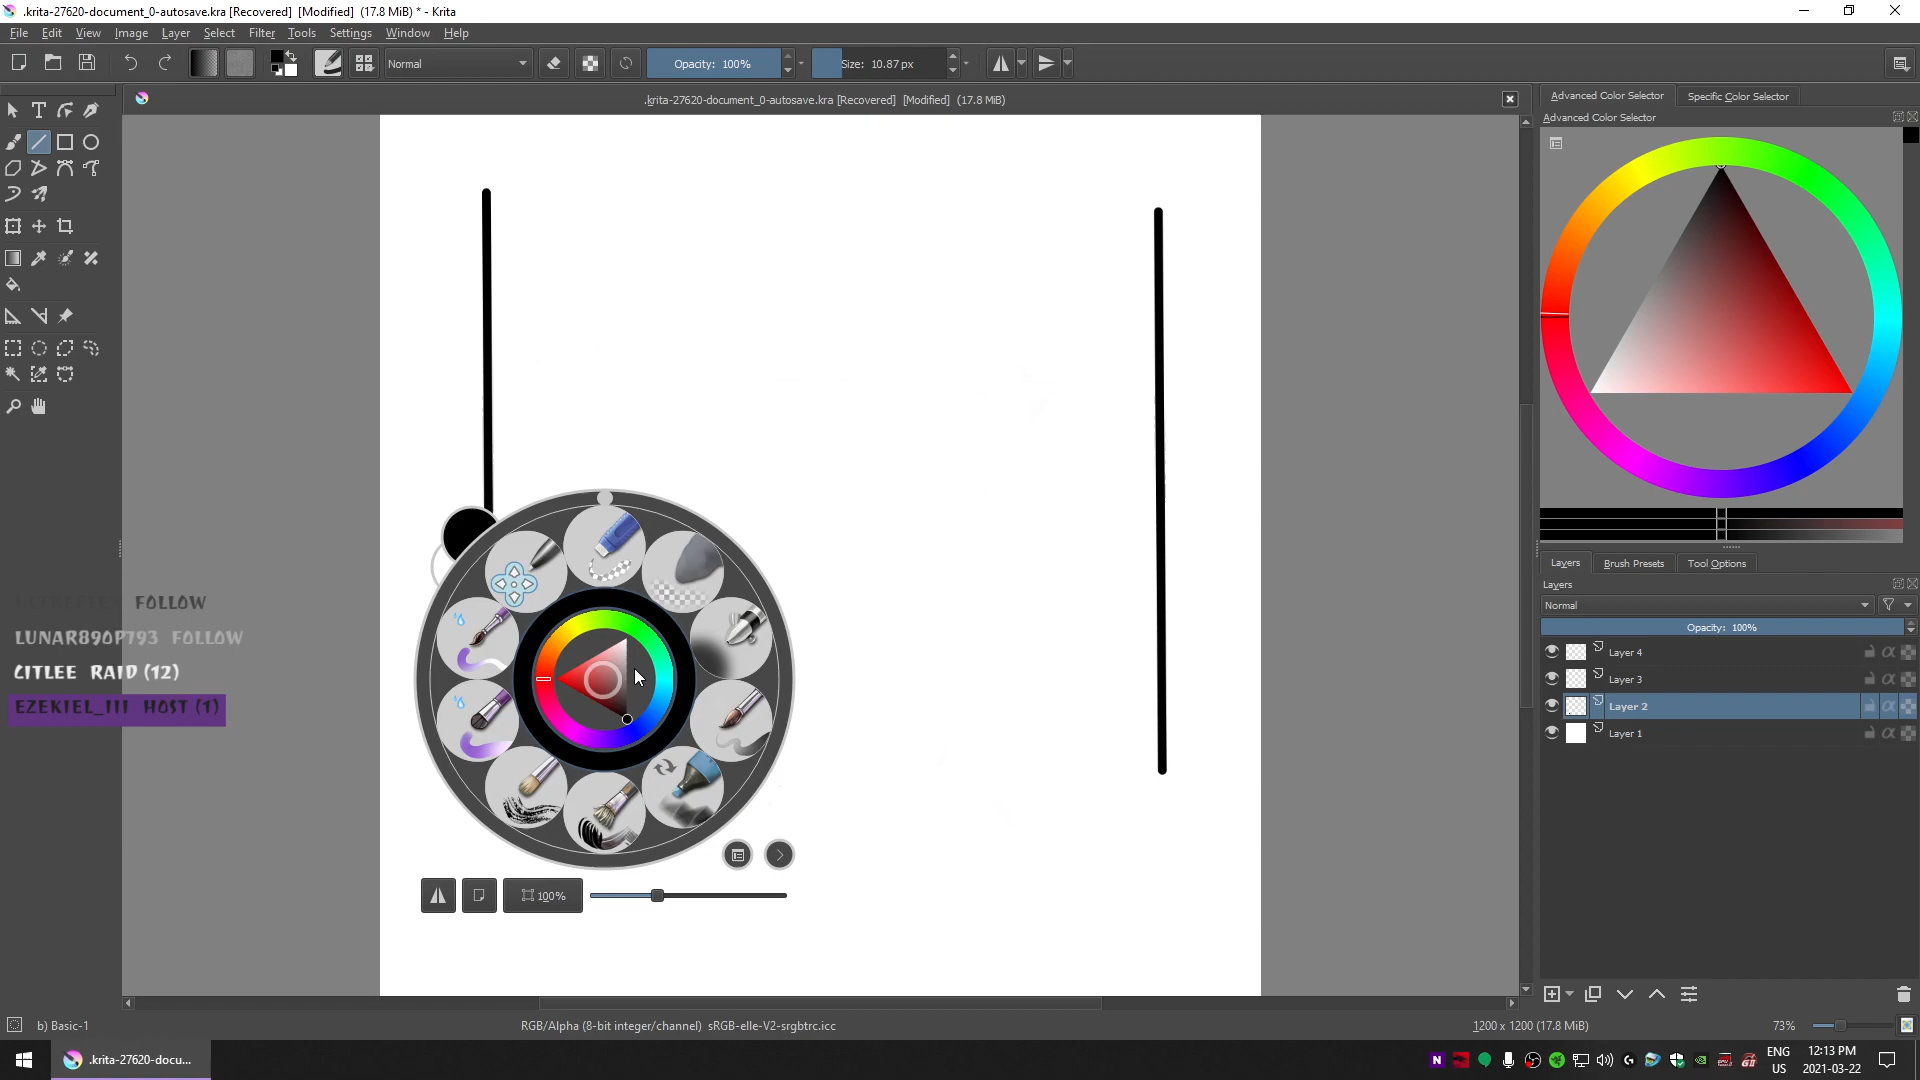 .krita-27620-document_0-autosave.kra [Recovered]  [Modified]  (17.8 MiB) * - Krita
File Edit View Image Layer Select Filter Tools Settings Window Help
Normal
Opacity: 100%
Size: 10.87 px
.krita-27620-document_0-autosave.kra [Recovered]  [Modified]  (17.8 MiB)
Advanced Color Selector
Specific Color Selector
Advanced Color Selector
FOLLOW
LUNAR890P793 FOLLOW
CITLEE RAID (12)
EZEKIEL_III HOST (1)
100%
Layers
Brush Presets
Tool Options
Layers
Normal
Opacity: 100%
Layer 4
Layer 3
Layer 2
Layer 1
b) Basic-1
RGB/Alpha (8-bit integer/channel)  sRGB-elle-V2-srgbtrc.icc
1200 x 1200 (17.8 MiB)
73%
.krita-27620-docu...
ENG
US
12:13 PM
2021-03-22